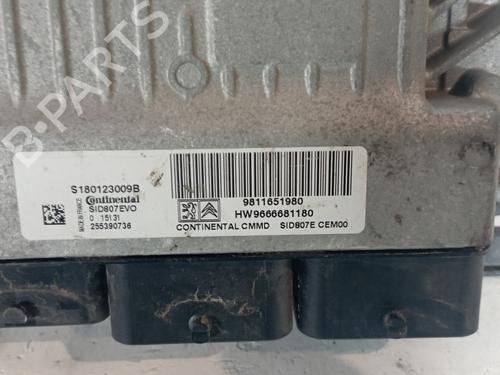 B-PARTS
S180123009B
Continental
SID807EVO
0 15131
255390736
MADE IN FRANCE
9811651980
HW9666681180
CONTINENTAL CMMD SID807E CEM00